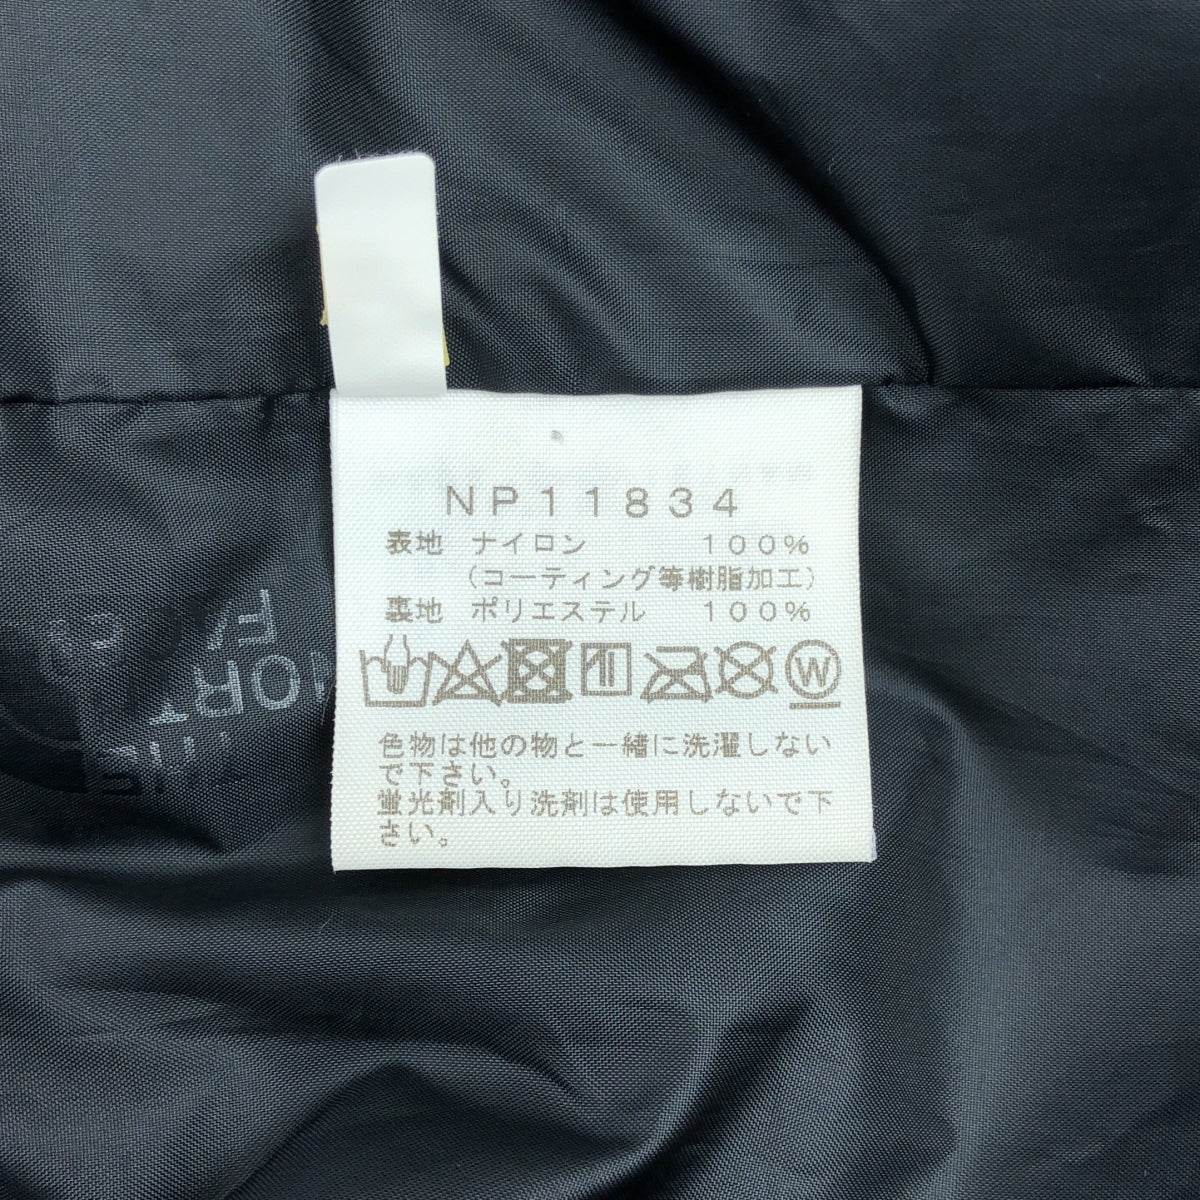 NP11834
表地 ナイロン 100%
(コーティング等樹脂加工)
裏地 ポリエステル 100%
W
色物は他の物と一緒に洗濯しない
で下さい。
蛍光剤入り洗剤は使用しないで下
さい。